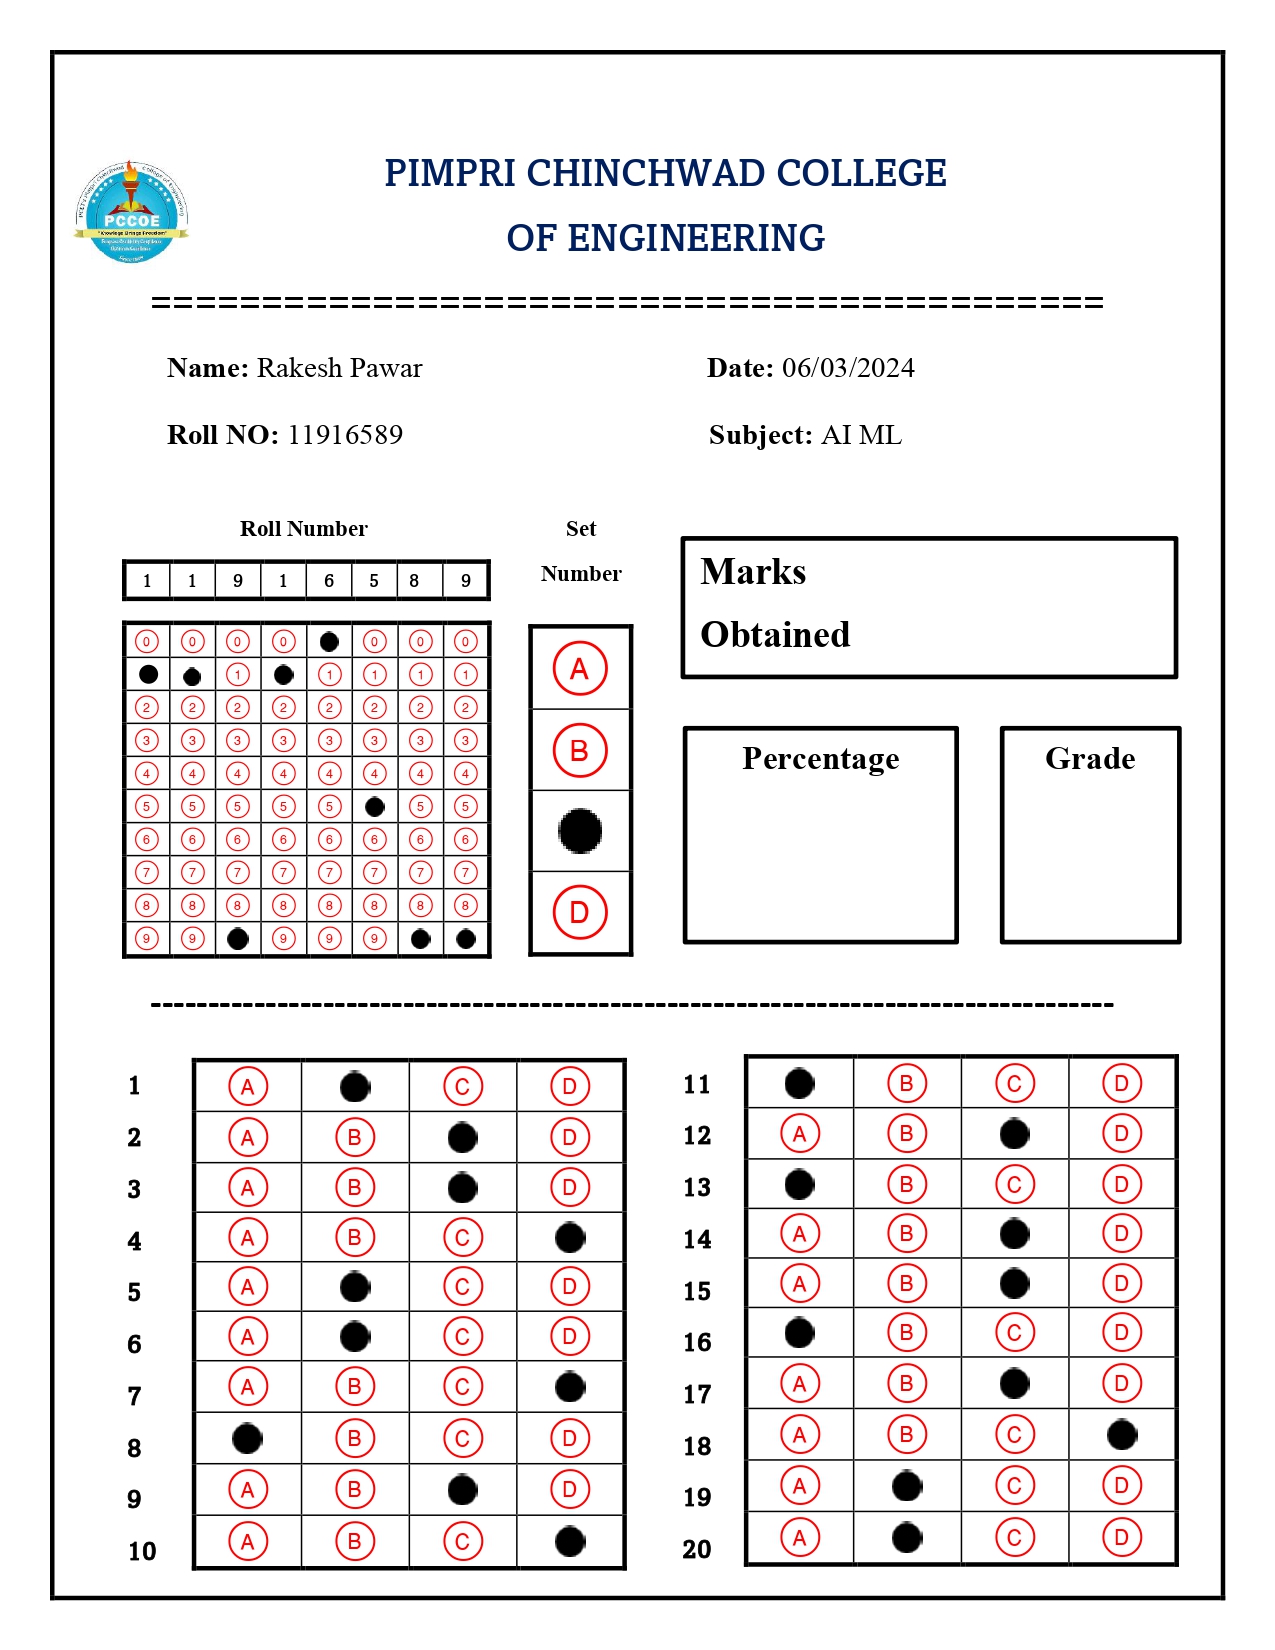 PIMPRI CHINCHWAD COLLEGE
OF ENGINEERING
PCCOE
"Knowledge Brings Freedom"
===========================================
Name: Rakesh Pawar Date: 06/03/2024
Roll NO: 11916589 Subject: AI ML
Roll Number
1 1 9 1 6 5 8 9
0 0 0 0 0 0 0
1 1 1 1 1
2 2 2 2 2 2 2 2
3 3 3 3 3 3 3 3
4 4 4 4 4 4 4 4
5 5 5 5 5 5 5
6 6 6 6 6 6 6 6
7 7 7 7 7 7 7 7
8 8 8 8 8 8 8 8
9 9 9 9 9
Set
Number
A
B
D
Marks
Obtained
Percentage
Grade
1 A C D
2 A B D
3 A B D
4 A B C
5 A C D
6 A C D
7 A B C
8 B C D
9 A B D
10 A B C
11 B C D
12 A B D
13 B C D
14 A B D
15 A B D
16 B C D
17 A B D
18 A B C
19 A C D
20 A C D